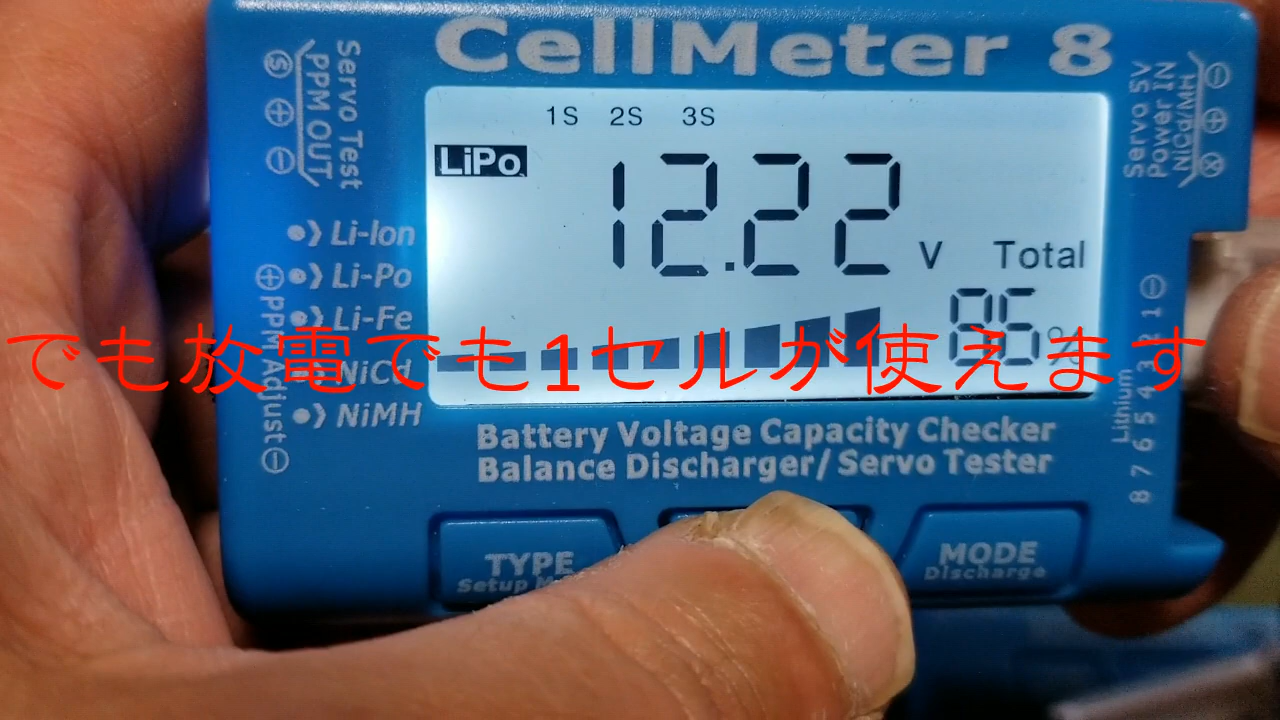 CellMeter 8
Servo Test
PPM OUT
S
Servo 5V
Power IN
NiCd/MH
1S 2S 3S
LiPo
12.22 V Total
86%
Li-Ion
Li-Po
Li-Fe
NiCd
NiMH
PPM Adjust
でも放電でも1セルが使えます
Lithium
8 7 6 5 4 3 2 1
Battery Voltage Capacity Checker
Balance Discharger/Servo Tester
TYPE
Setup
MODE
Discharge